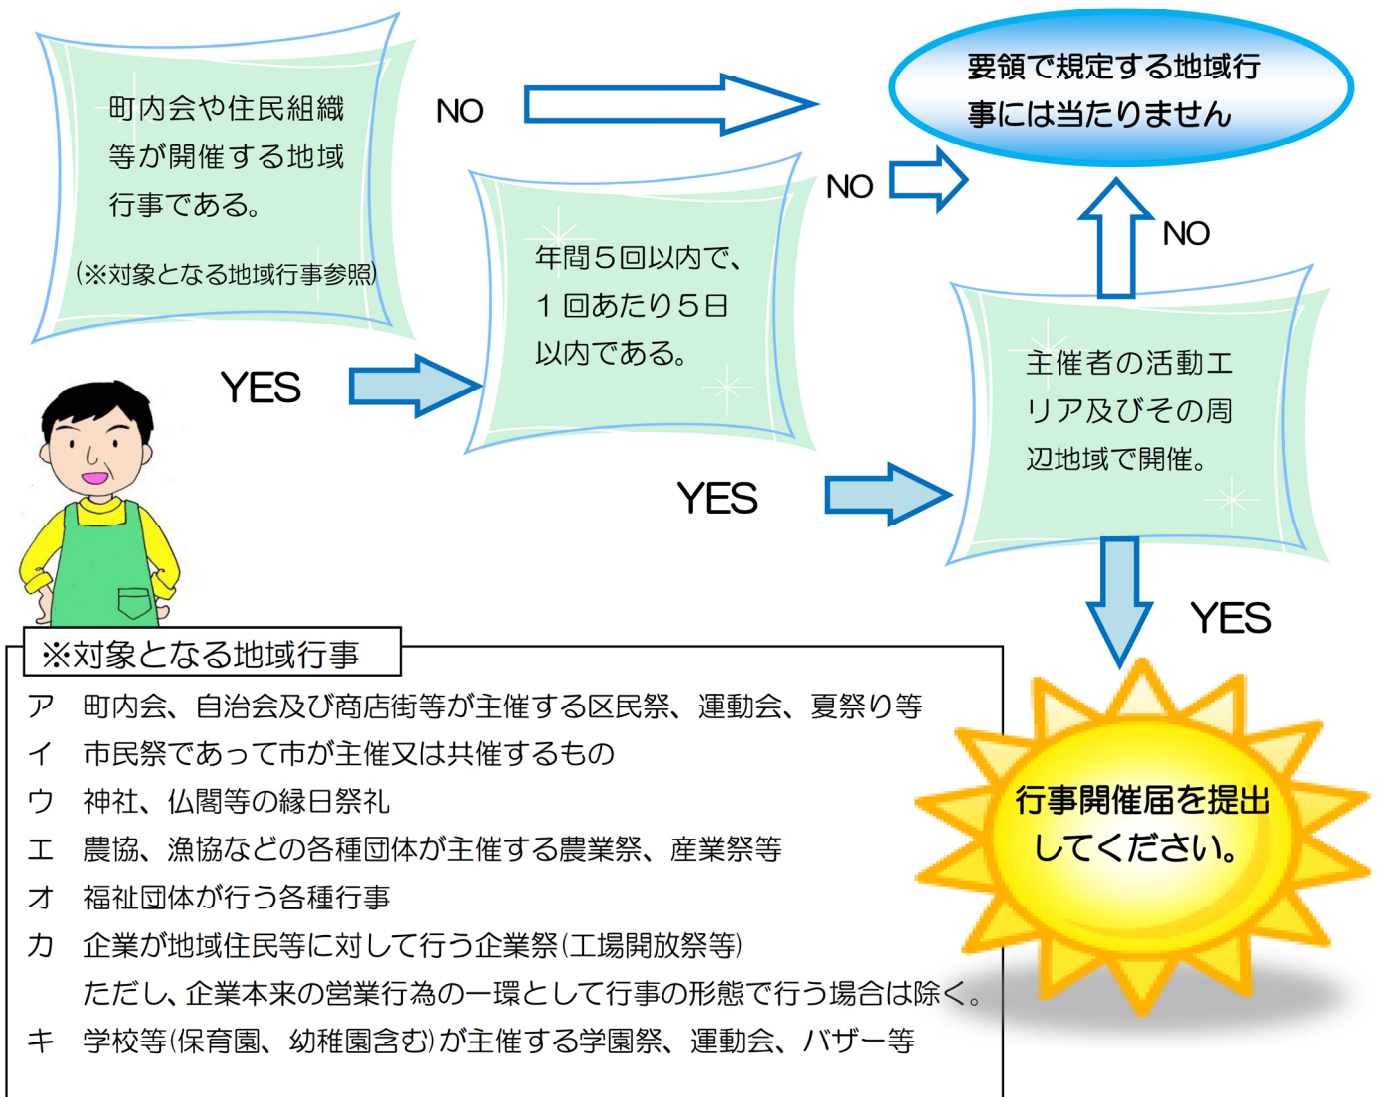 町内会や住民組織
等が開催する地域
行事である。
(※対象となる地域行事参照)
NO
要領で規定する地域行
事には当たりません
YES
年間５回以内で、
１回あたり５日
以内である。
NO
YES
主催者の活動エ
リア及びその周
辺地域で開催。
NO
YES
行事開催届を提出
してください。
※対象となる地域行事
ア　町内会、自治会及び商店街等が主催する区民祭、運動会、夏祭り等
イ　市民祭であって市が主催又は共催するもの
ウ　神社、仏閣等の縁日祭礼
エ　農協、漁協などの各種団体が主催する農業祭、産業祭等
オ　福祉団体が行う各種行事
カ　企業が地域住民等に対して行う企業祭(工場開放祭等)
ただし、企業本来の営業行為の一環として行事の形態で行う場合は除く。
キ　学校等(保育園、幼稚園含む)が主催する学園祭、運動会、バザー等